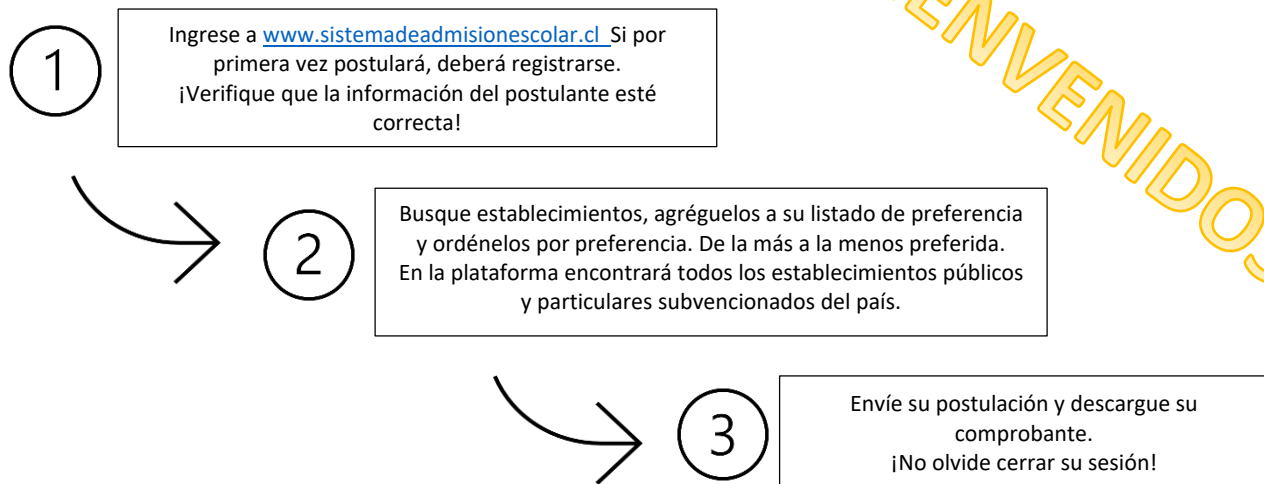 1
Ingrese a www.sistemadeadmisionescolar.cl Si por
primera vez postulará, deberá registrarse.
¡Verifique que la información del postulante esté
correcta!
ENVENIDOS
2
Busque establecimientos, agréguelos a su listado de preferencia
y ordénelos por preferencia. De la más a la menos preferida.
En la plataforma encontrará todos los establecimientos públicos
y particulares subvencionados del país.
3
Envíe su postulación y descargue su
comprobante.
¡No olvide cerrar su sesión!